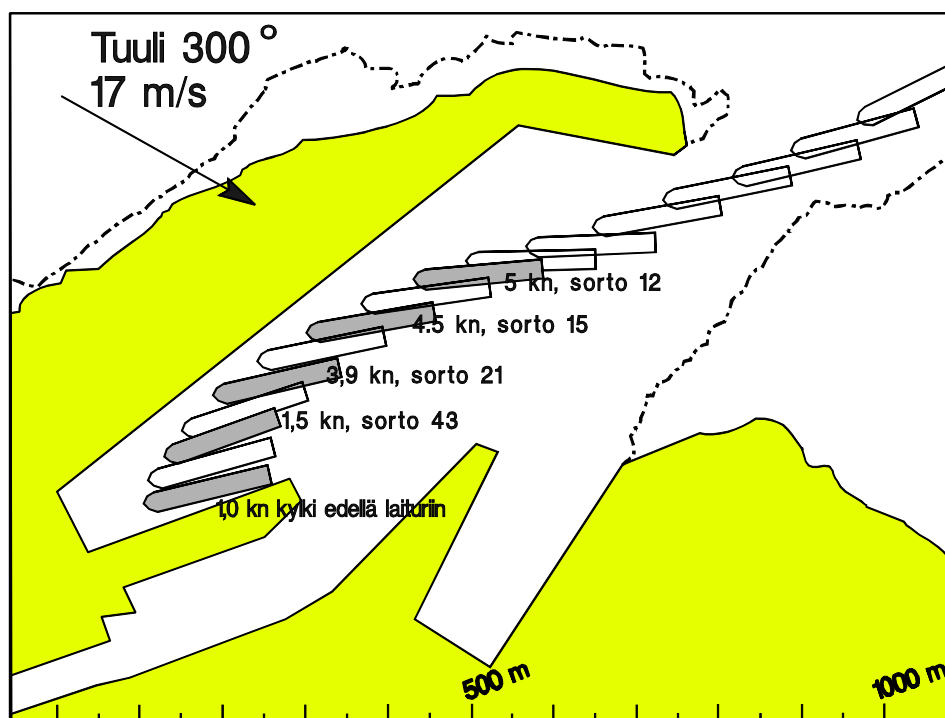 Tuuli 300°
17 m/s
5 kn, sorto 12
4.5 kn, sorto 15
3,9 kn, sorto 21
1,5 kn, sorto 43
1,0 kn kylki edellä laituriin
500 m
1000 m